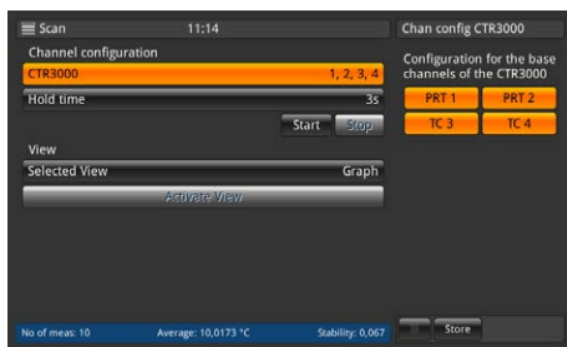 Scan 11:14
Channel configuration
CTR3000 1, 2, 3, 4
Hold time 3s
Start Stop
View
Selected View Graph
Activate View
No of meas: 10 Average: 10,0173 °C Stability: 0,067
Chan config CTR3000
Configuration for the base
channels of the CTR3000
PRT 1 PRT 2
TC 3 TC 4
Store